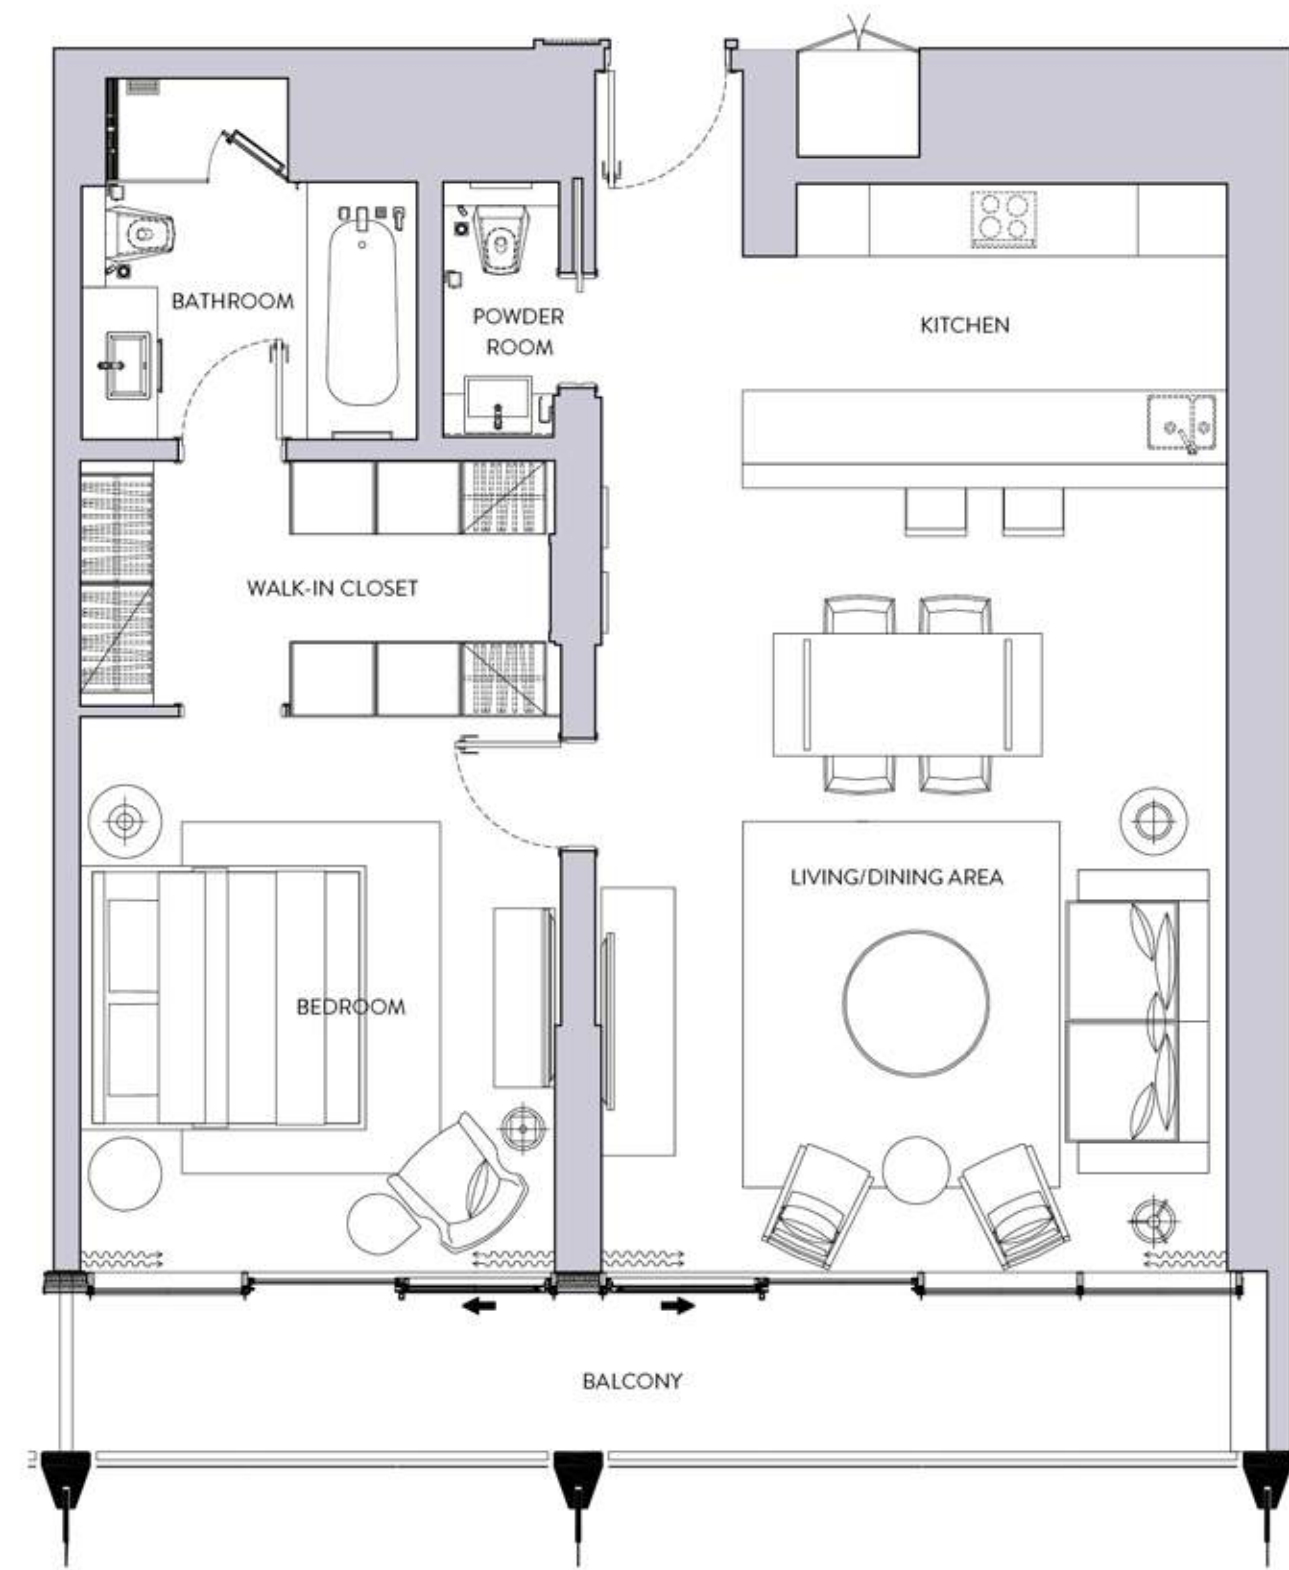 BATHROOM
POWDER
ROOM
KITCHEN
WALK-IN CLOSET
LIVING/DINING AREA
BEDROOM
BALCONY